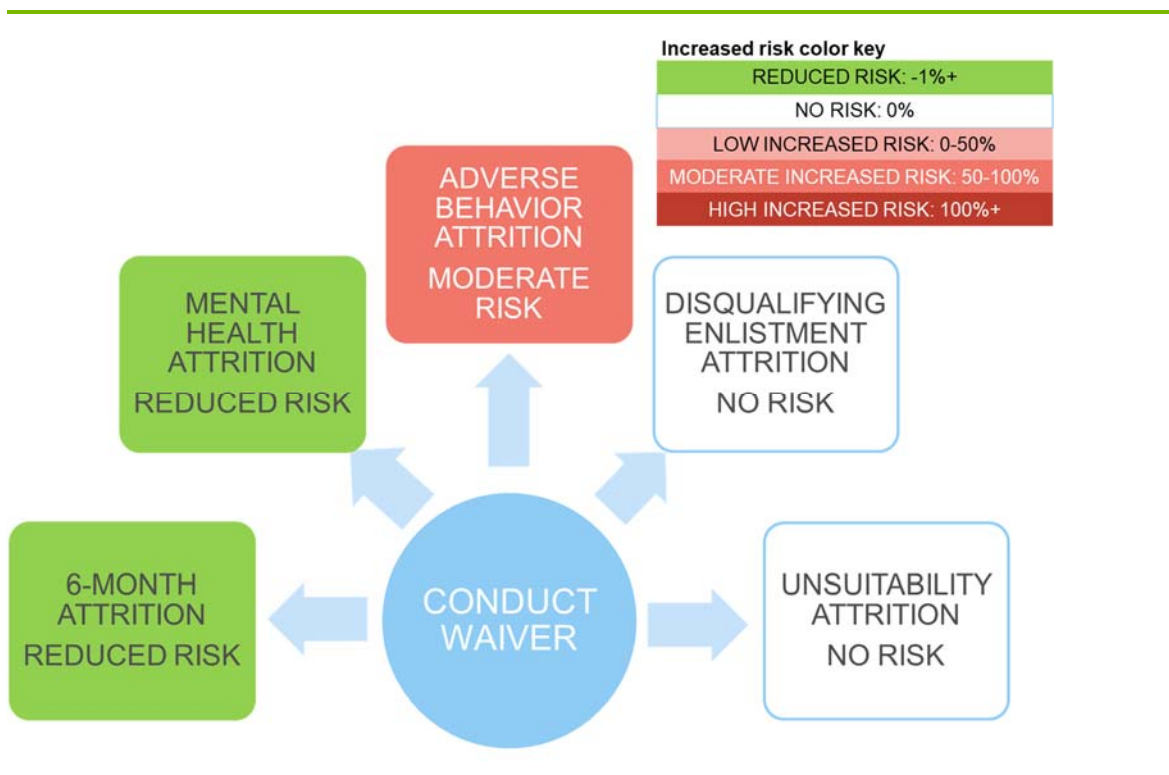 Increased risk color key
REDUCED RISK: -1%+
NO RISK: 0%
LOW INCREASED RISK: 0-50%
MODERATE INCREASED RISK: 50-100%
HIGH INCREASED RISK: 100%+
ADVERSE
BEHAVIOR
ATTRITION
MODERATE
RISK
MENTAL
HEALTH
ATTRITION
REDUCED RISK
DISQUALIFYING
ENLISTMENT
ATTRITION
NO RISK
6-MONTH
ATTRITION
REDUCED RISK
CONDUCT
WAIVER
UNSUITABILITY
ATTRITION
NO RISK